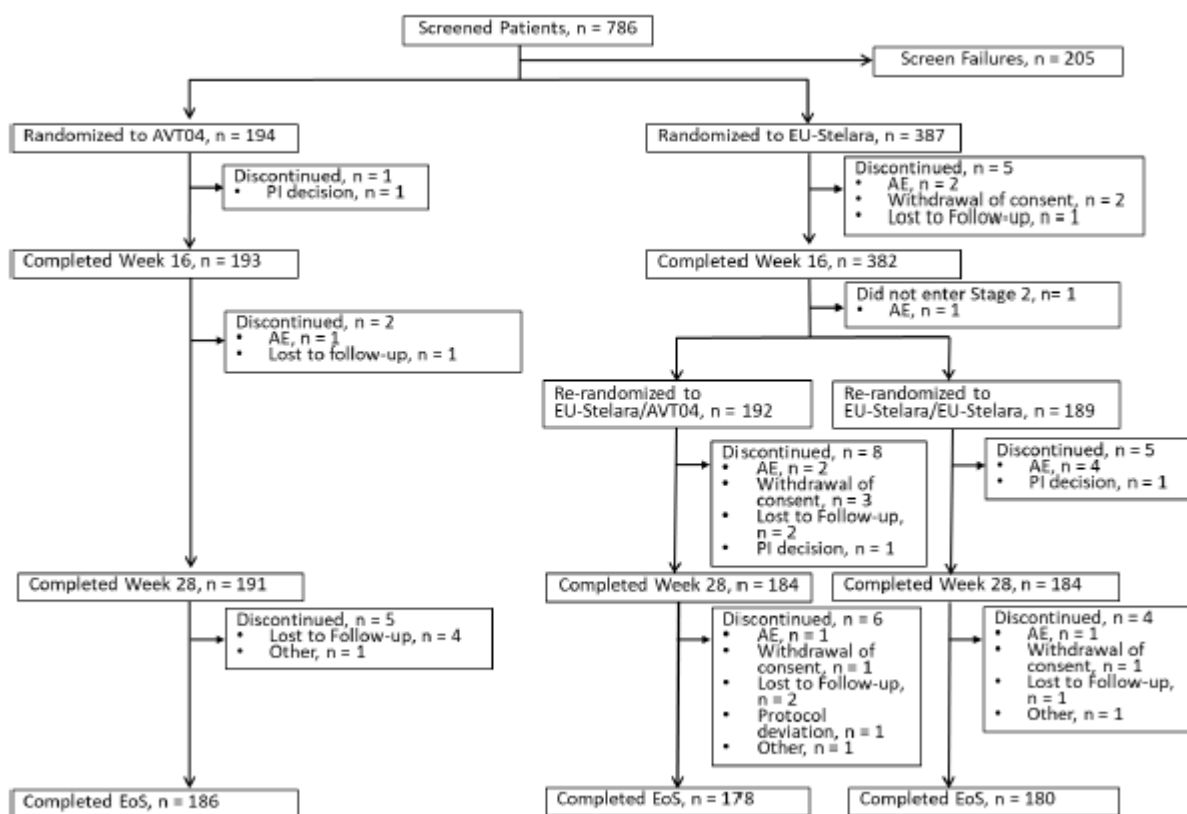 Screened Patients, n = 786
Screen Failures, n = 205
Randomized to AVT04, n = 194
Randomized to EU-Stelara, n = 387
Discontinued, n = 1
• PI decision, n = 1
Discontinued, n = 5
• AE, n = 2
• Withdrawal of consent, n = 2
• Lost to Follow-up, n = 1
Completed Week 16, n = 193
Completed Week 16, n = 382
Did not enter Stage 2, n= 1
• AE, n = 1
Discontinued, n = 2
• AE, n = 1
• Lost to follow-up, n = 1
Re-randomized to
EU-Stelara/AVT04, n = 192
Re-randomized to
EU-Stelara/EU-Stelara, n = 189
Discontinued, n = 8
• AE, n = 2
• Withdrawal of
consent, n = 3
• Lost to Follow-up,
n = 2
• PI decision, n = 1
Discontinued, n = 5
• AE, n = 4
• PI decision, n = 1
Completed Week 28, n = 191
Completed Week 28, n = 184
Completed Week 28, n = 184
Discontinued, n = 5
• Lost to Follow-up, n = 4
• Other, n = 1
Discontinued, n = 6
• AE, n = 1
• Withdrawal of
consent, n = 1
• Lost to Follow-up,
n = 2
• Protocol
deviation, n = 1
• Other, n = 1
Discontinued, n = 4
• AE, n = 1
• Withdrawal of
consent, n = 1
• Lost to Follow-up,
n = 1
• Other, n = 1
Completed EoS, n = 186
Completed EoS, n = 178
Completed EoS, n = 180